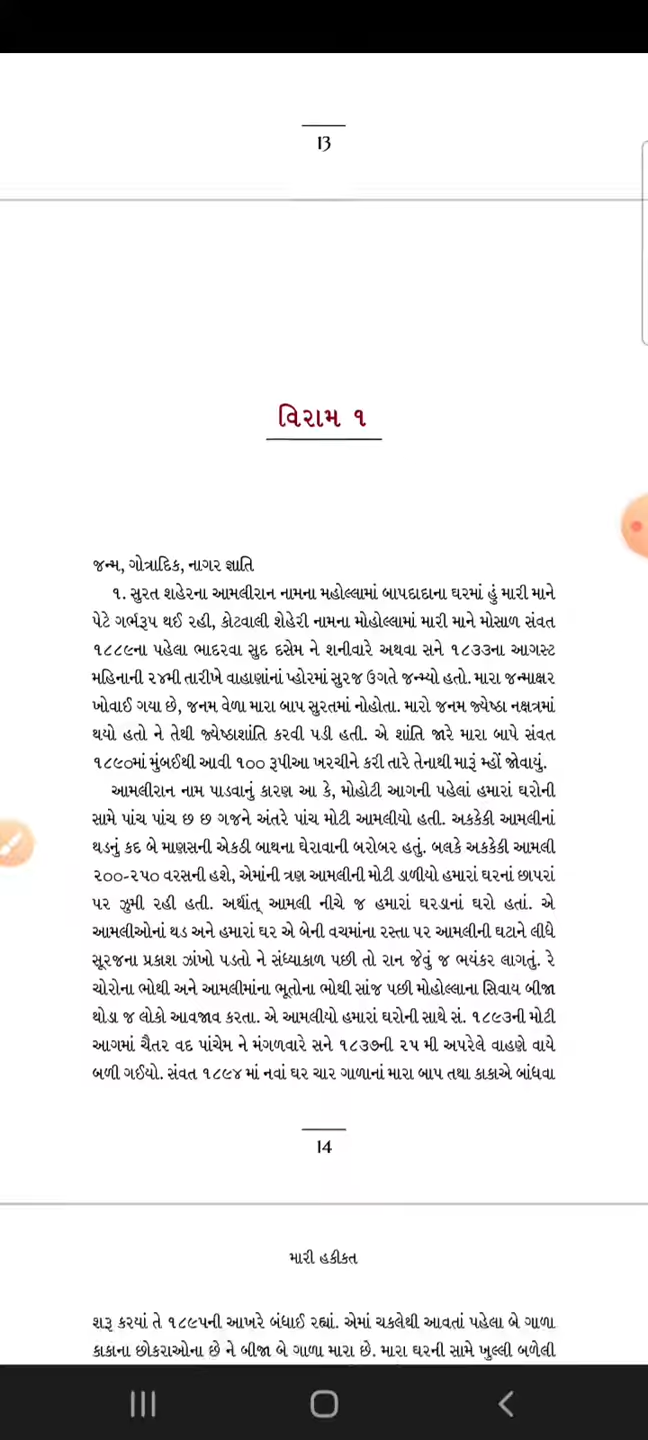 13
વિરામ ૧
જન્મ, ગોત્રાદિક, નાગર જ્ઞાતિ
૧. સુરત શહેરના આમલીરાન નામના મહોલ્લામાં બાપદાદાના ઘરમાં હું મારી માને
પેટે ગર્ભરૂપ થઈ રહી, કોટવાલી શેહેરી નામના મોહોલ્લામાં મારી માને મોસાળ સંવત
૧૮૮૯ના પહેલા ભાદરવા સુદ દસેમ ને શનીવારે અથવા સને ૧૮૩૩ના આગસ્ટ
મહિનાની ૨૪મી તારીખે વાહાણાંનાં પ્હોરમાં સુરજ ઉગતે જન્મ્યો હતો. મારા જન્માક્ષર
ખોવાઈ ગયા છે, જનમ વેળા મારા બાપ સુરતમાં નોહોતા. મારો જનમ જ્યેષ્ઠા નક્ષત્રમાં
થયો હતો ને તેથી જ્યેષ્ઠાશાંતિ કરવી પડી હતી. એ શાંતિ જારે મારા બાપે સંવત
૧૮૯૦માં મુંબઈથી આવી ૧૦૦ રૂપીઆ ખરચીને કરી તારે તેનાથી મારૂં મ્હોં જોવાયું.
આમલીરાન નામ પાડવાનું કારણ આ કે, મોહોટી આગની પહેલાં હમારાં ઘરોની
સામે પાંચ પાંચ છ છ ગજને અંતરે પાંચ મોટી આમલીયો હતી. અકકેકી આમલીનાં
થડનું કદ બે માણસની એકઠી બાથના ઘેરાવાની બરોબર હતું. બલકે અકકેકી આમલી
૨૦૦-૨૫૦ વરસની હશે, એમાંની ત્રણ આમલીની મોટી ડાળીયો હમારાં ઘરનાં છાપરાં
પર ઝુમી રહી હતી. અર્થાત્ આમલી નીચે જ હમારાં ઘરડાનાં ઘરો હતાં. એ
આમલીઓનાં થડ અને હમારાં ઘર એ બેની વચમાંના રસ્તા પર આમલીની ઘટાને લીધે
સૂરજના પ્રકાશ ઝાંખો પડતો ને સંધ્યાકાળ પછી તો રાન જેવું જ ભયંકર લાગતું. રે
ચોરોના ભોથી અને આમલીમાંના ભૂતોના ભોથી સાંજ પછી મોહોલ્લાના સિવાય બીજા
થોડા જ લોકો આવજાવ કરતા. એ આમલીયો હમારાં ઘરોની સાથે સં. ૧૮૯૩ની મોટી
આગમાં ચૈતર વદ પાંચેમ ને મંગળવારે સને ૧૮૩૭ની ૨૫ મી અપરેલે વાહણે વાયે
બળી ગઈયો. સંવત ૧૮૯૪ માં નવાં ઘર ચાર ગાળાનાં મારા બાપ તથા કાકાએ બાંધવા
14
મારી હકીકત
શરૂ કરયાં તે ૧૮૯૫ની આખરે બંધાઈ રહ્યાં. એમાં ચકલેથી આવતાં પહેલા બે ગાળા
કાકાના છોકરાઓના છે ને બીજા બે ગાળા મારા છે. મારા ઘરની સામે ખુલ્લી બળેલી